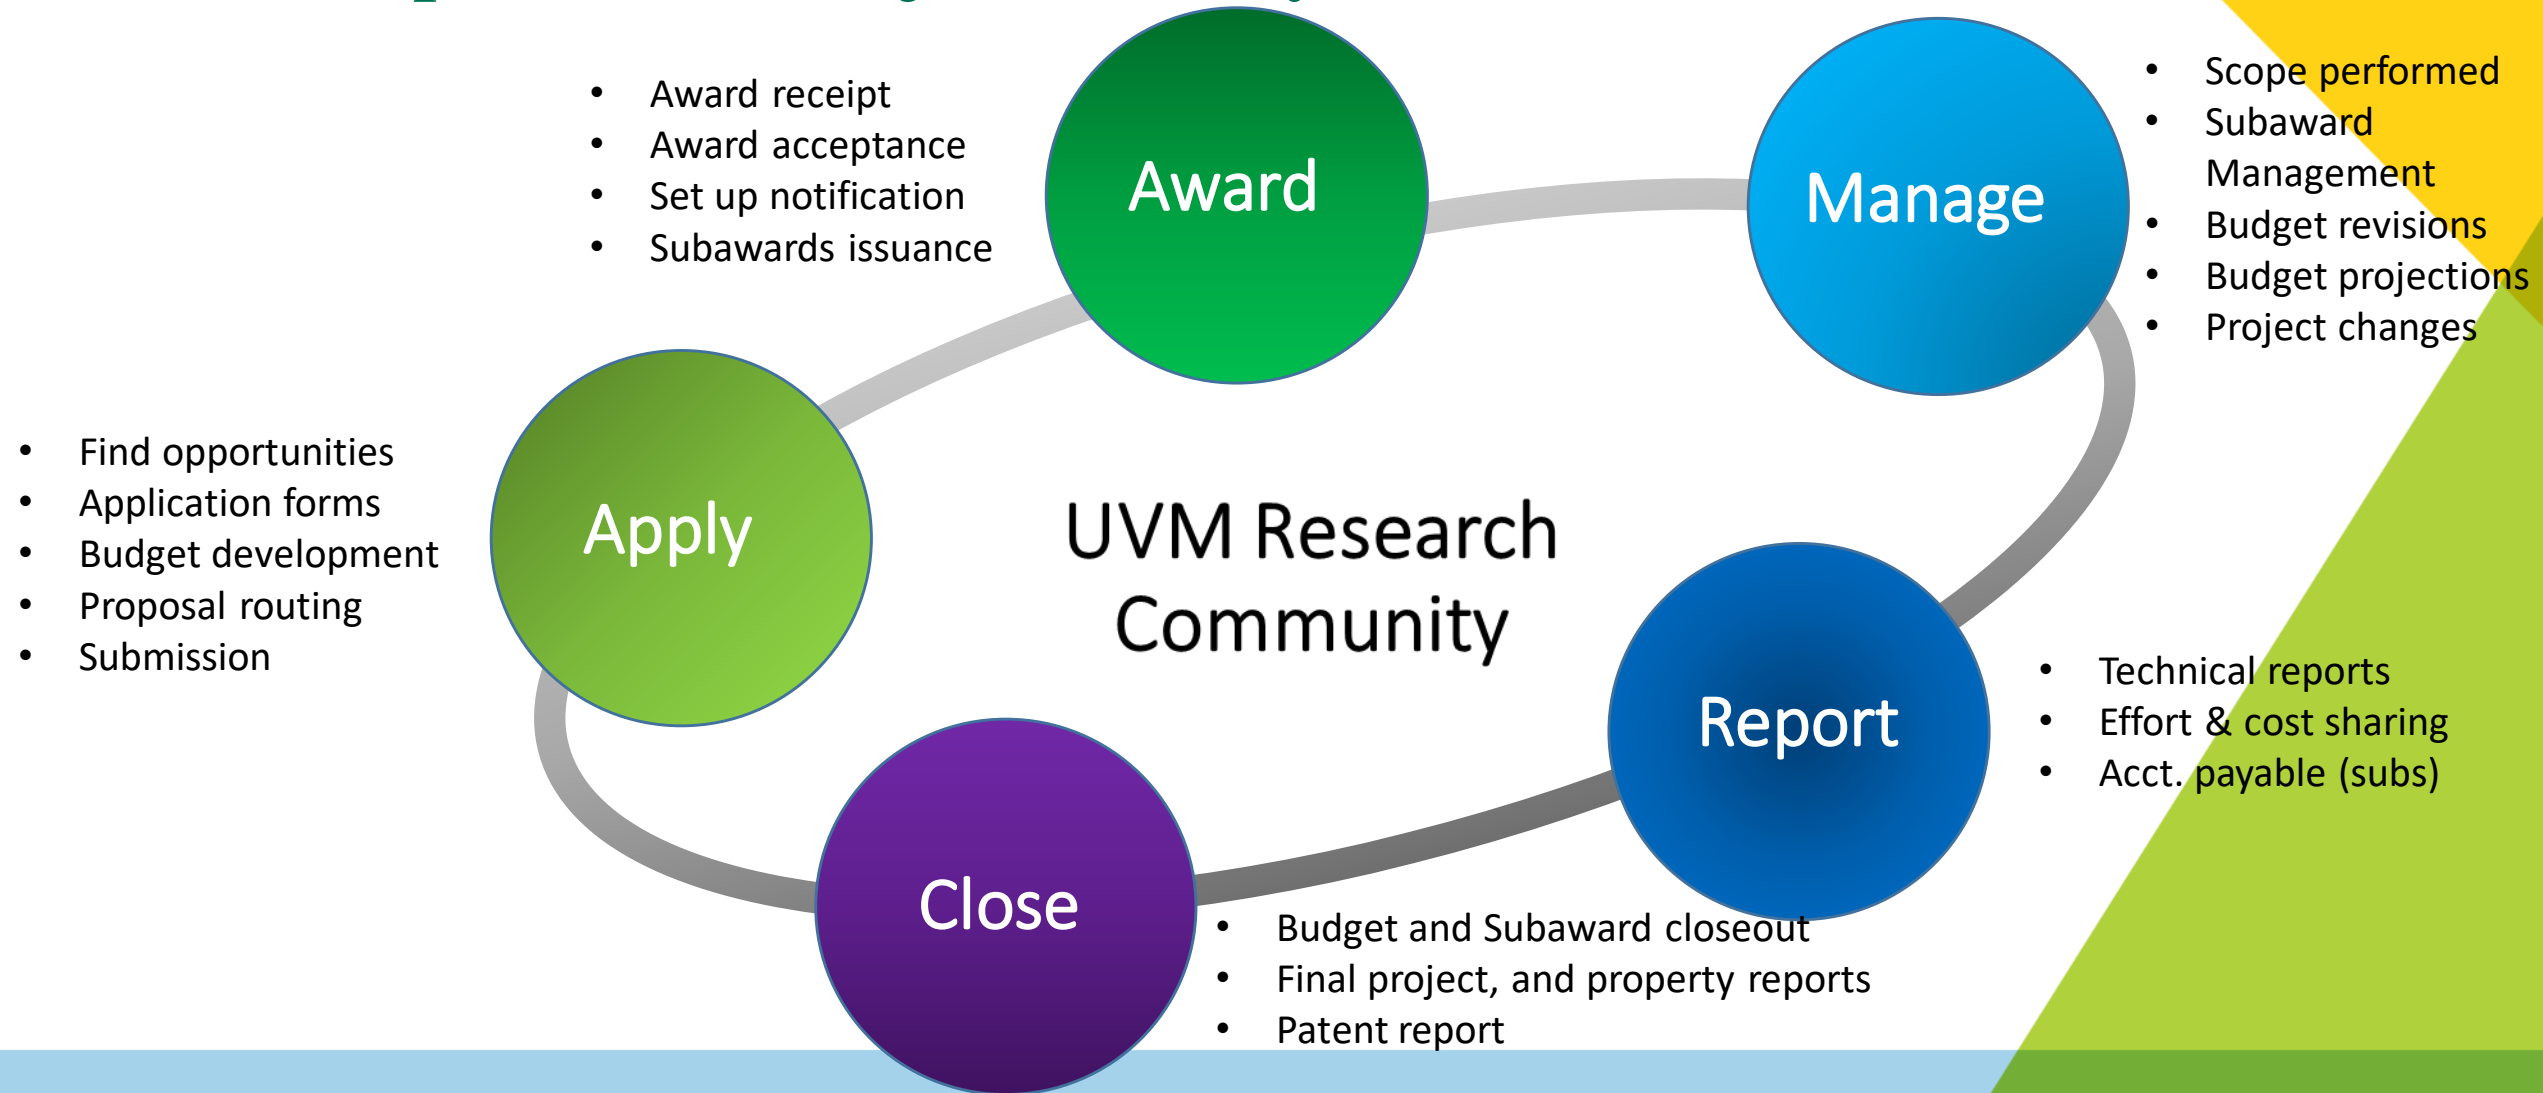 • Award receipt
• Award acceptance
• Set up notification
• Subawards issuance
Award
Manage
• Scope performed
• Subaward
Management
• Budget revisions
• Budget projections
• Project changes
• Find opportunities
• Application forms
• Budget development
• Proposal routing
• Submission
Apply
UVM Research
Community
Report
• Technical reports
• Effort & cost sharing
• Acct. payable (subs)
Close
• Budget and Subaward closeout
• Final project, and property reports
• Patent report